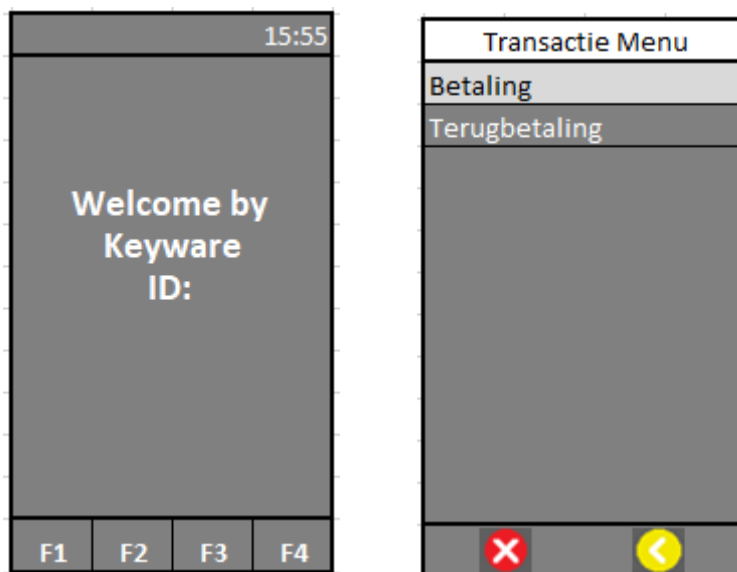 15:55
Welcome by
Keyware
ID:
F1 F2 F3 F4
Transactie Menu
Betaling
Terugbetaling